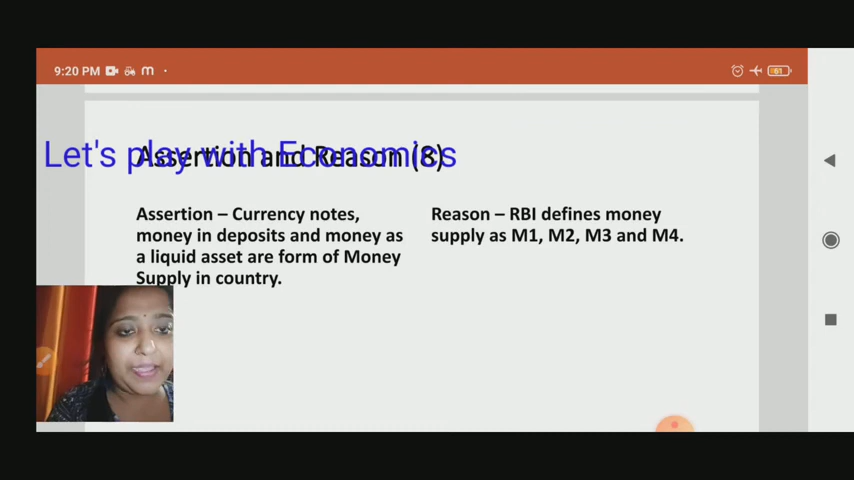 9:20 PM
61
Let's play with Economics
Assertion and Reason (8)
Assertion – Currency notes,
money in deposits and money as
a liquid asset are form of Money
Supply in country.
Reason – RBI defines money
supply as M1, M2, M3 and M4.